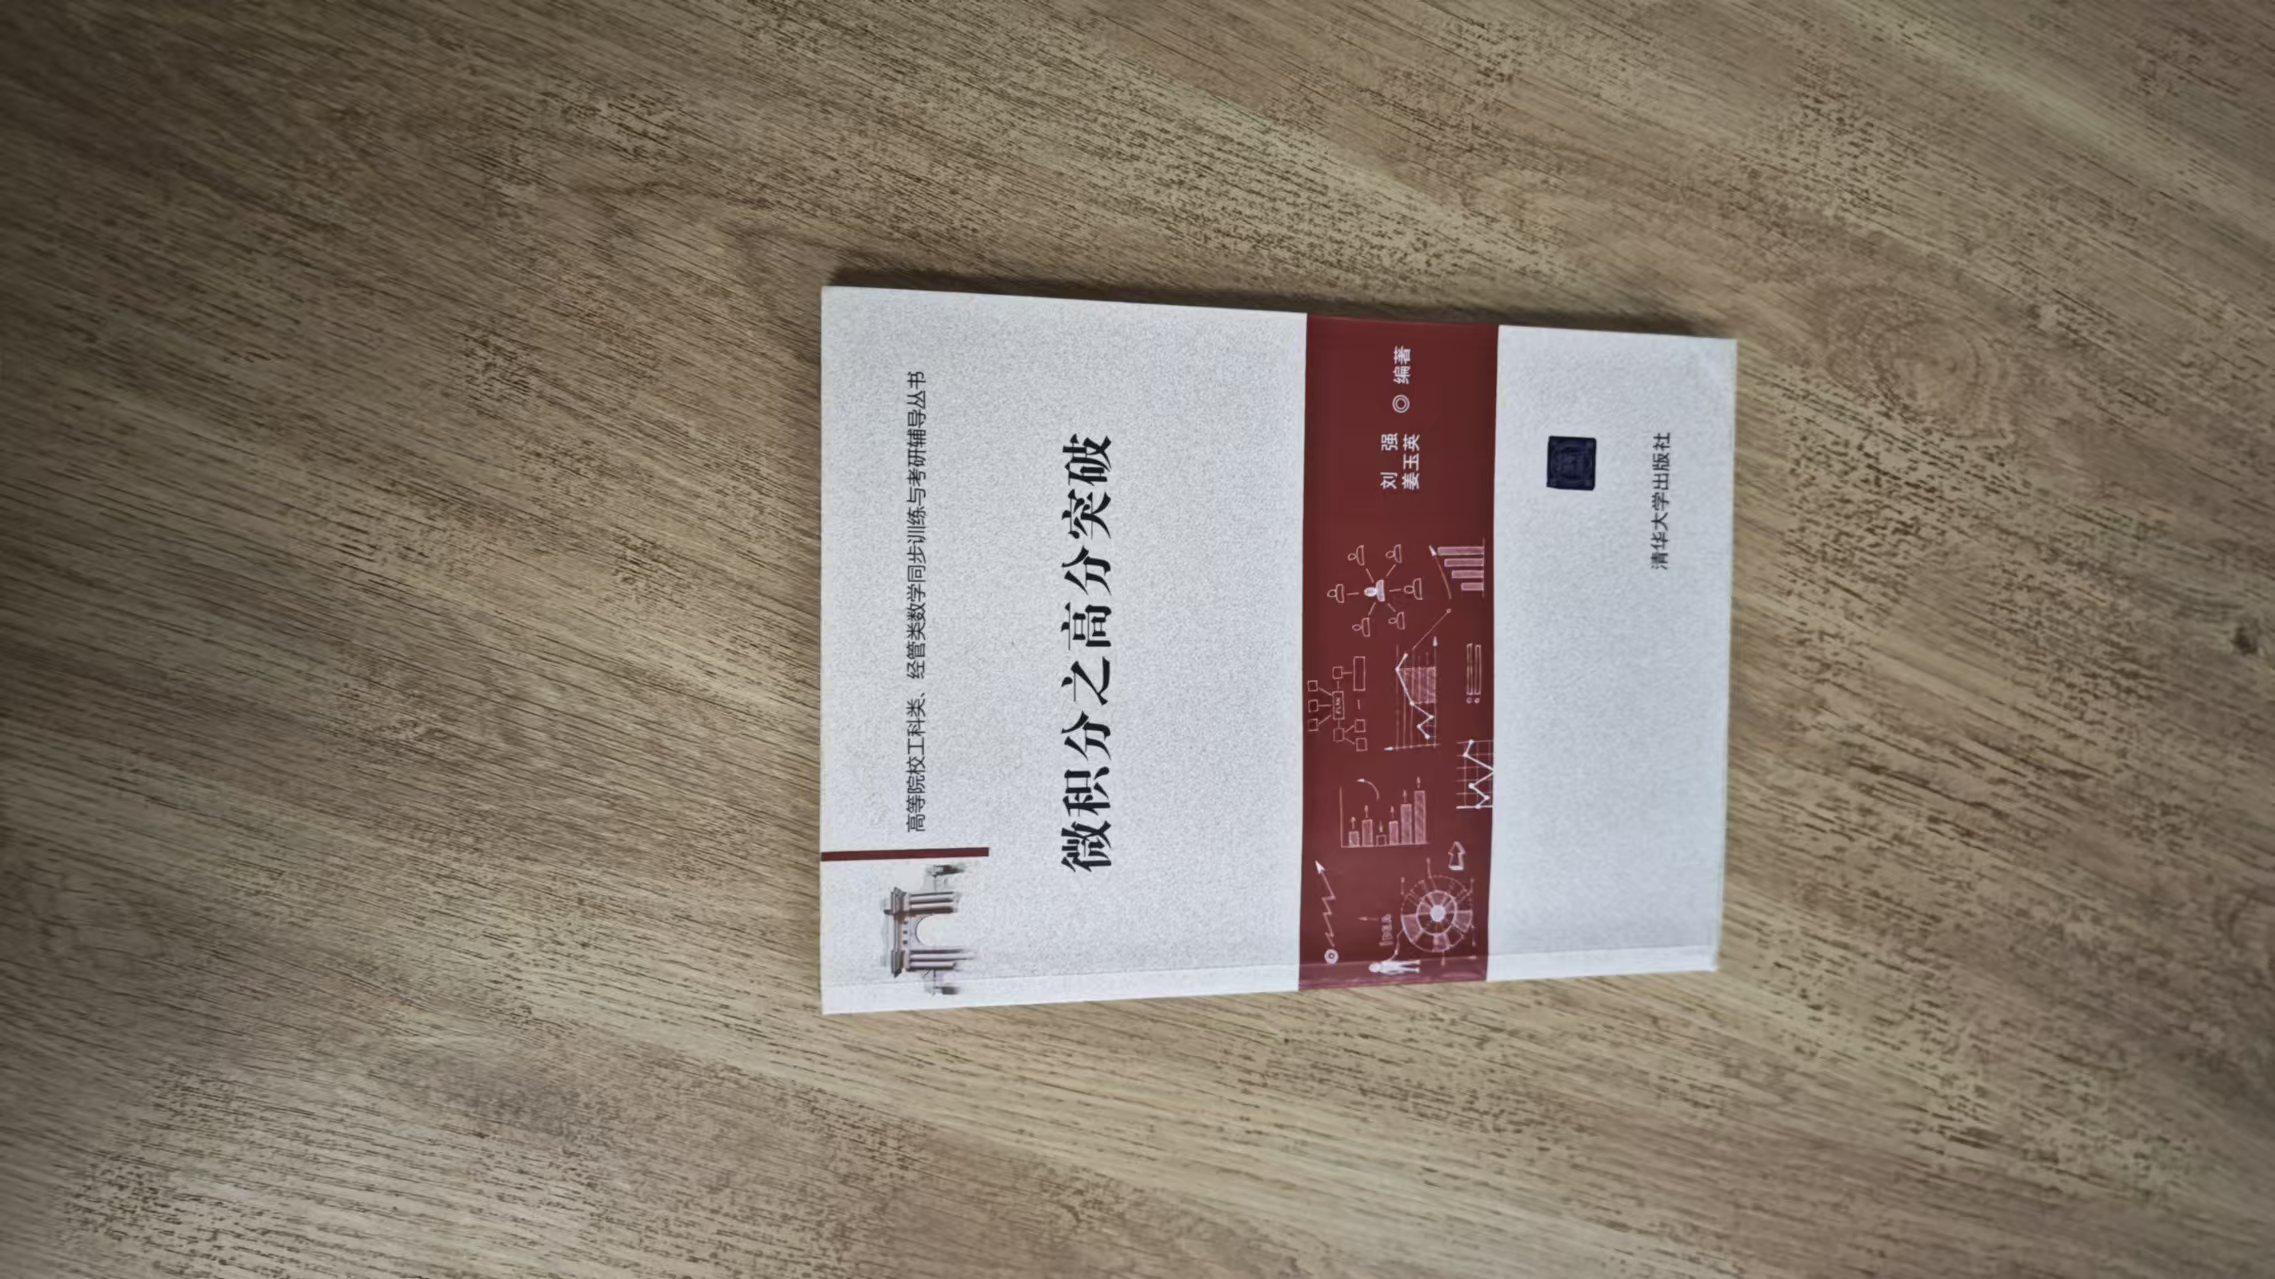 高等院校工科类、经管类数学同步训练与考研辅导丛书
微积分之高分突破
刘 强
姜玉英
◎ 编著
PLAN
IDEA
清华大学出版社